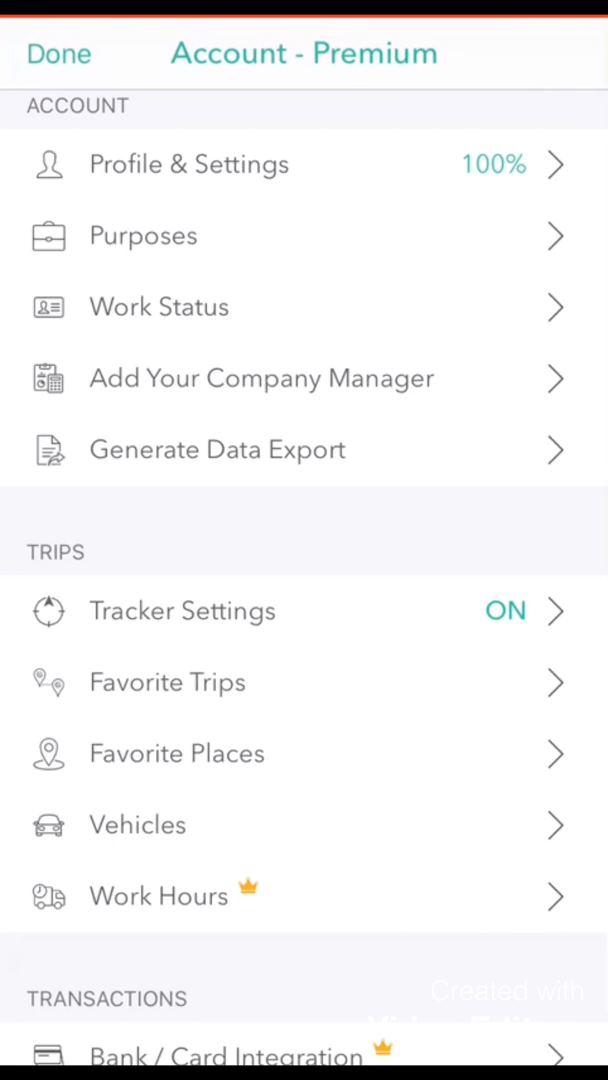 Done
Account - Premium
ACCOUNT
Profile & Settings 100%
Purposes
Work Status
Add Your Company Manager
Generate Data Export
TRIPS
Tracker Settings ON
Favorite Trips
Favorite Places
Vehicles
Work Hours
Created with
TRANSACTIONS
Bank / Card Integration